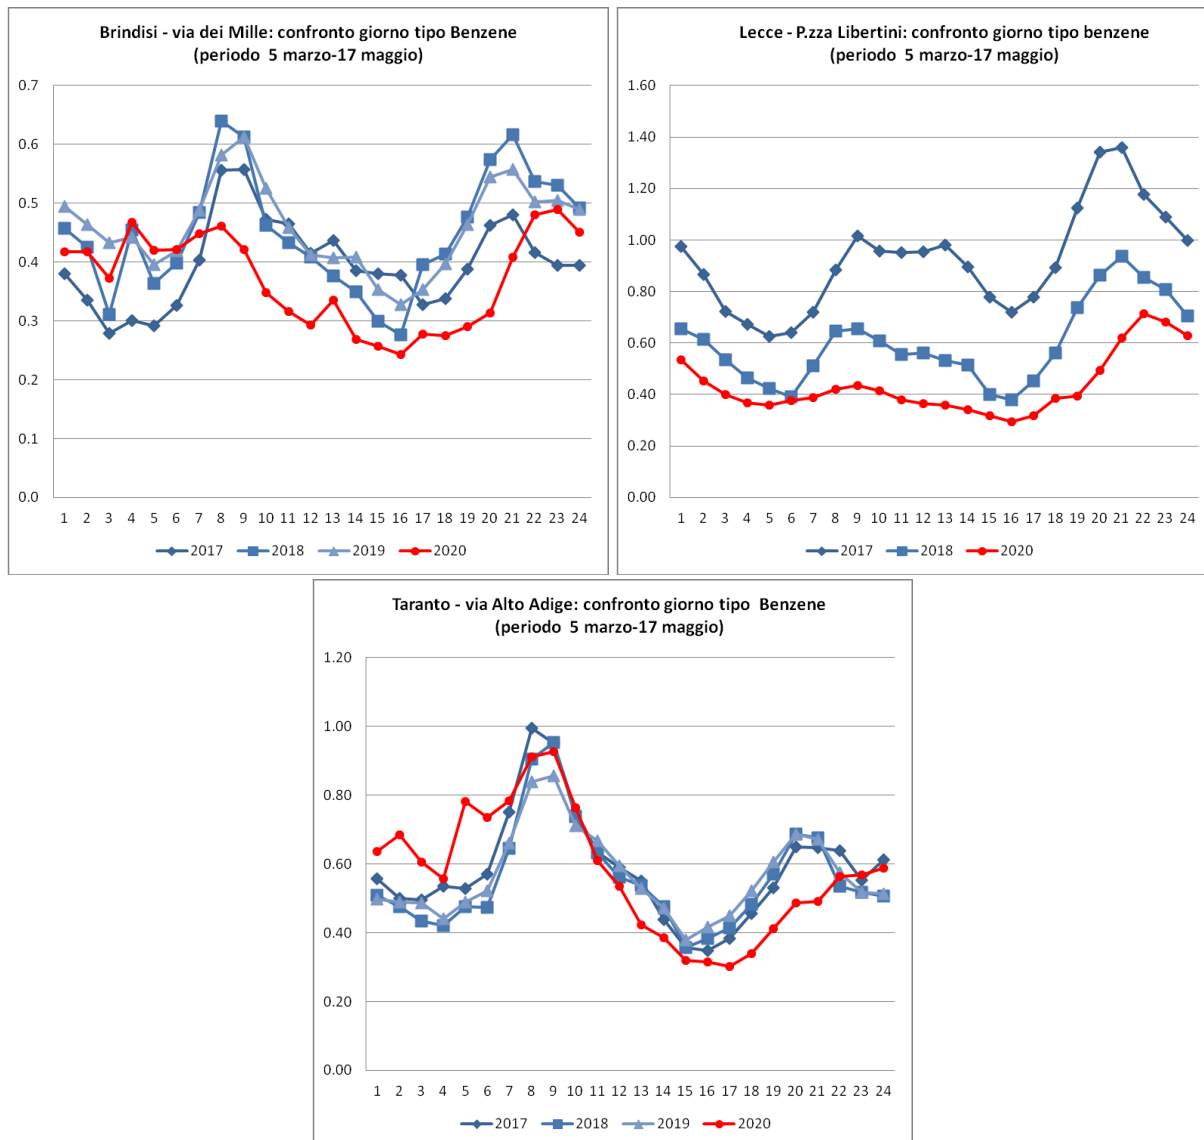 Brindisi - via dei Mille: confronto giorno tipo Benzene
(periodo 5 marzo-17 maggio)
0.7
0.6
0.5
0.4
0.3
0.2
0.1
0.0
1 2 3 4 5 6 7 8 9 10 11 12 13 14 15 16 17 18 19 20 21 22 23 24
2017 2018 2019 2020
Lecce - P.zza Libertini: confronto giorno tipo benzene
(periodo 5 marzo-17 maggio)
1.60
1.40
1.20
1.00
0.80
0.60
0.40
0.20
0.00
1 2 3 4 5 6 7 8 9 10 11 12 13 14 15 16 17 18 19 20 21 22 23 24
2017 2018 2020
Taranto - via Alto Adige: confronto giorno tipo Benzene
(periodo 5 marzo-17 maggio)
1.20
1.00
0.80
0.60
0.40
0.20
0.00
1 2 3 4 5 6 7 8 9 10 11 12 13 14 15 16 17 18 19 20 21 22 23 24
2017 2018 2019 2020